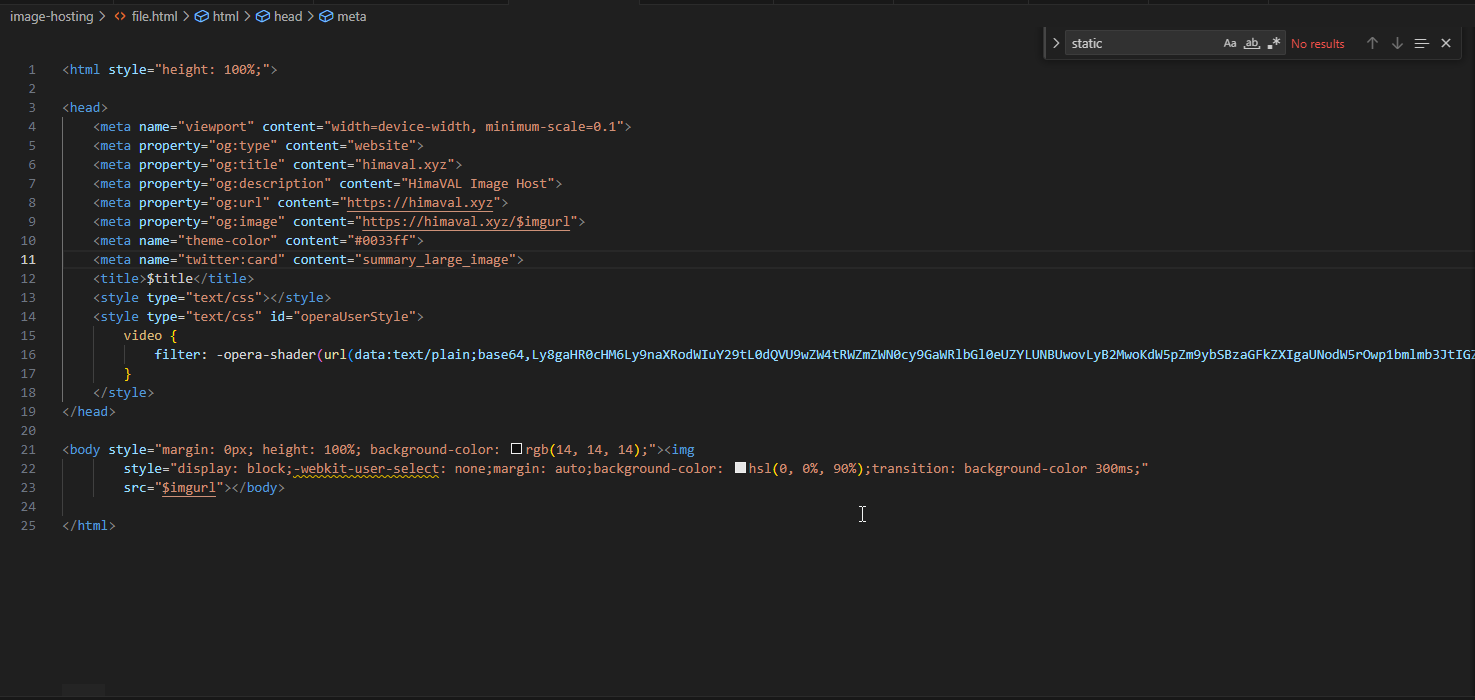 image-hosting > file.html > html > head > meta
static Aa ab .* No results
1 <html style="height: 100%;">
2
3 <head>
4 <meta name="viewport" content="width=device-width, minimum-scale=0.1">
5 <meta property="og:type" content="website">
6 <meta property="og:title" content="himaval.xyz">
7 <meta property="og:description" content="HimaVAL Image Host">
8 <meta property="og:url" content="https://himaval.xyz">
9 <meta property="og:image" content="https://himaval.xyz/$imgurl">
10 <meta name="theme-color" content="#0033ff">
11 <meta name="twitter:card" content="summary_large_image">
12 <title>$title</title>
13 <style type="text/css"></style>
14 <style type="text/css" id="operaUserStyle">
15 video {
16 filter: -opera-shader(url(data:text/plain;base64,Ly8gaHR0cHM6Ly9naXRodWIuY29tL0dQVU9wZW4tRWZmZWN0cy9GaWRlbGl0eUZYLUNBUwovLyB2MwoKdW5pZm9ybSBzaGFkZXIgaUNodW5rOwp1bmlmb3JtIGZ
17 }
18 </style>
19 </head>
20
21 <body style="margin: 0px; height: 100%; background-color: rgb(14, 14, 14);"><img
22 style="display: block;-webkit-user-select: none;margin: auto;background-color: hsl(0, 0%, 90%);transition: background-color 300ms;"
23 src="$imgurl"></body>
24
25 </html>